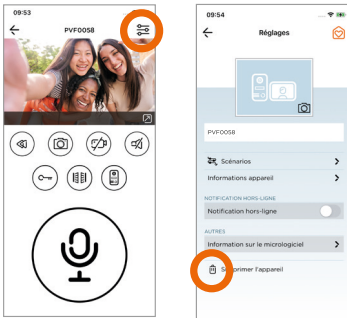 09:53
PVF0058
09:54
Réglages
PVF0058
Scénarios
Informations appareil
NOTIFICATION HORS-LIGNE
Notification hors-ligne
AUTRES
Information sur le micrologiciel
Supprimer l'appareil